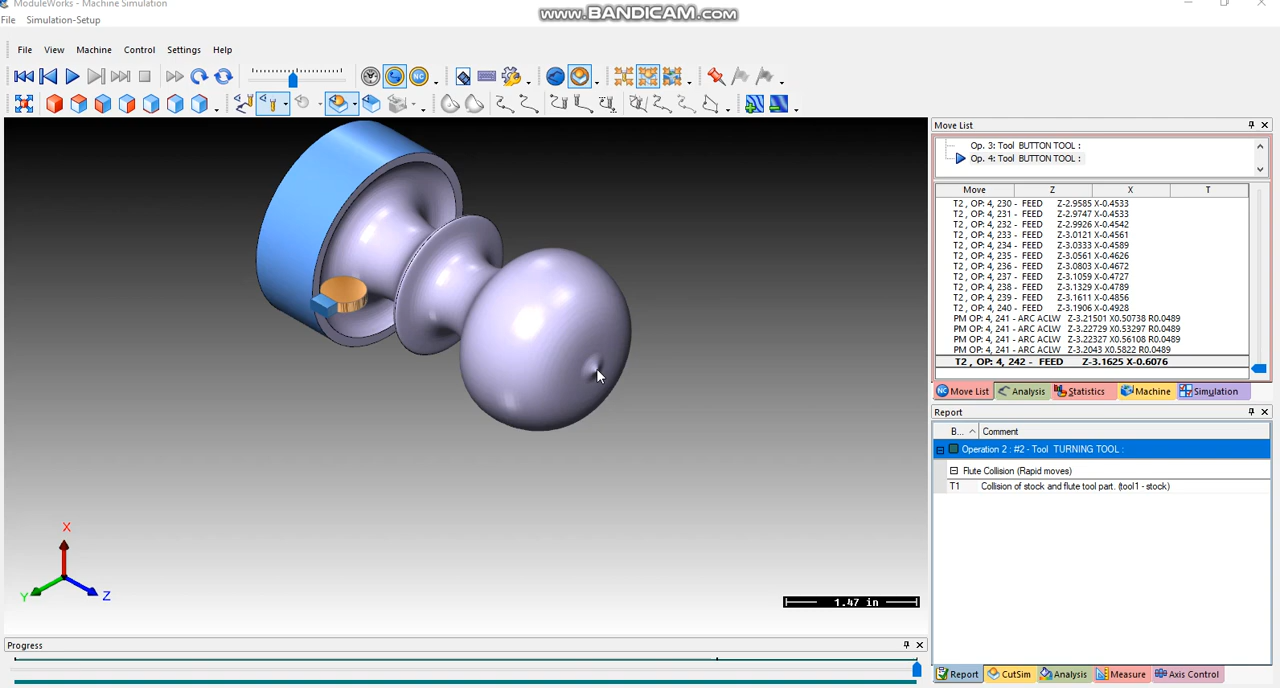 ModuleWorks - Machine Simulation
www.BANDICAM.com
File Simulation-Setup
File View Machine Control Settings Help
NC
Move List
Op. 3: Tool BUTTON TOOL :
Op. 4: Tool BUTTON TOOL :
Move Z X T
T2 , OP: 4, 230 - FEED Z-2.9585 X-0.4533
T2 , OP: 4, 231 - FEED Z-2.9747 X-0.4533
T2 , OP: 4, 232 - FEED Z-2.9926 X-0.4542
T2 , OP: 4, 233 - FEED Z-3.0121 X-0.4561
T2 , OP: 4, 234 - FEED Z-3.0333 X-0.4589
T2 , OP: 4, 235 - FEED Z-3.0561 X-0.4626
T2 , OP: 4, 236 - FEED Z-3.0803 X-0.4672
T2 , OP: 4, 237 - FEED Z-3.1059 X-0.4727
T2 , OP: 4, 238 - FEED Z-3.1329 X-0.4789
T2 , OP: 4, 239 - FEED Z-3.1611 X-0.4856
T2 , OP: 4, 240 - FEED Z-3.1906 X-0.4928
PM OP: 4, 241 - ARC ACLW Z-3.21501 X0.50738 R0.0489
PM OP: 4, 241 - ARC ACLW Z-3.22729 X0.53297 R0.0489
PM OP: 4, 241 - ARC ACLW Z-3.22327 X0.56108 R0.0489
PM OP: 4, 241 - ARC ACLW Z-3.2043 X0.5822 R0.0489
T2 , OP: 4, 242 - FEED Z-3.1625 X-0.6076
NC Move List Analysis Statistics Machine Simulation
Report
B... Comment
Operation 2 : #2 - Tool TURNING TOOL :
Flute Collision (Rapid moves)
T1 Collision of stock and flute tool part. (tool1 - stock)
X
Y
Z
1.47 in
Progress
Report CutSim Analysis Measure Axis Control